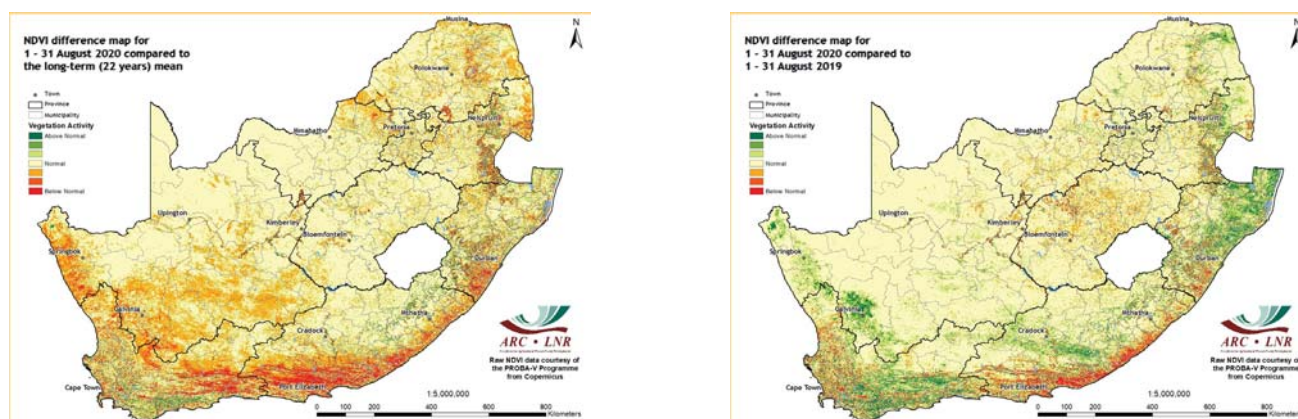 NDVI difference map for
1 - 31 August 2020 compared to
the long-term (22 years) mean
Town
Province
Municipality
Vegetation Activity
Above Normal
Normal
Below Normal
N
Musina
Polokwane
Nelspruit
Pretoria
Mmabatho
Upington
Kimberley
Bloemfontein
Springbok
Durban
Calvinia
Mthatha
Cradock
Cape Town
Port Elizabeth
ARC • LNR
Raw NDVI data courtesy of
the PROBA-V Programme
from Copernicus
1:5,000,000
0 200 400 600 800
Kilometers
NDVI difference map for
1 - 31 August 2020 compared to
1 - 31 August 2019
Town
Province
Municipality
Vegetation Activity
Above Normal
Normal
Below Normal
N
Musina
Polokwane
Nelspruit
Pretoria
Mmabatho
Upington
Kimberley
Bloemfontein
Springbok
Durban
Calvinia
Mthatha
Cradock
Cape Town
Port Elizabeth
ARC • LNR
Raw NDVI data courtesy of
the PROBA-V Programme
from Copernicus
1:5,000,000
0 200 400 600 800
Kilometers